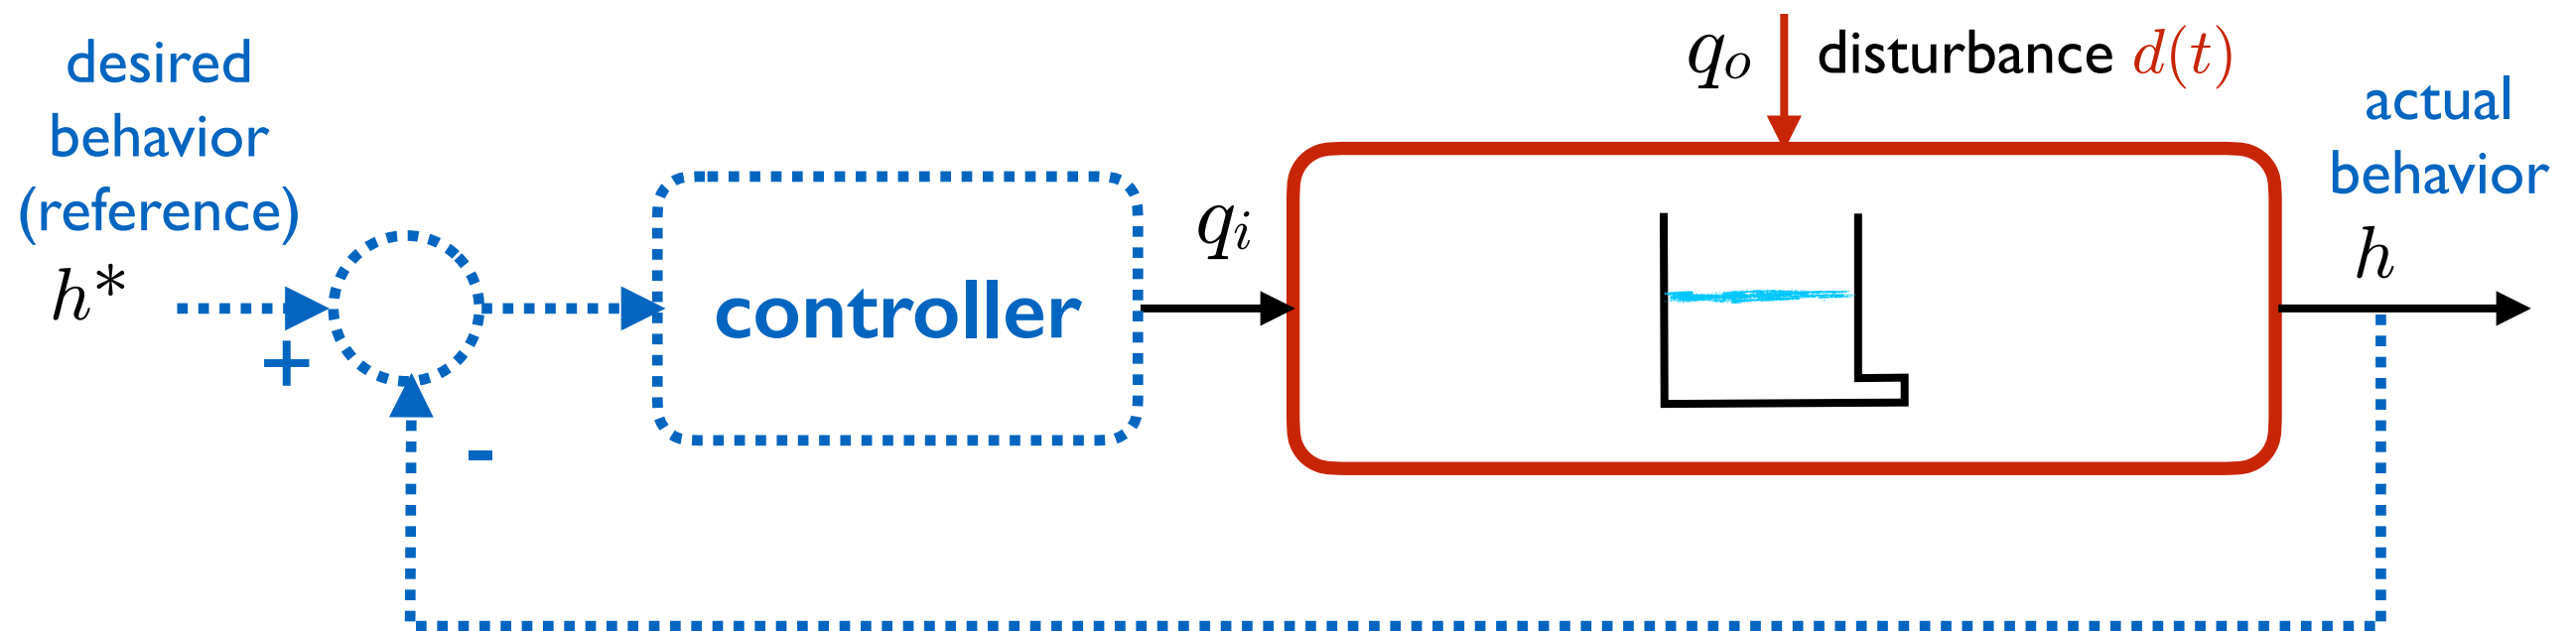 desired
behavior
(reference)
h*
+
-
controller
q_i
q_o disturbance d(t)
actual
behavior
h